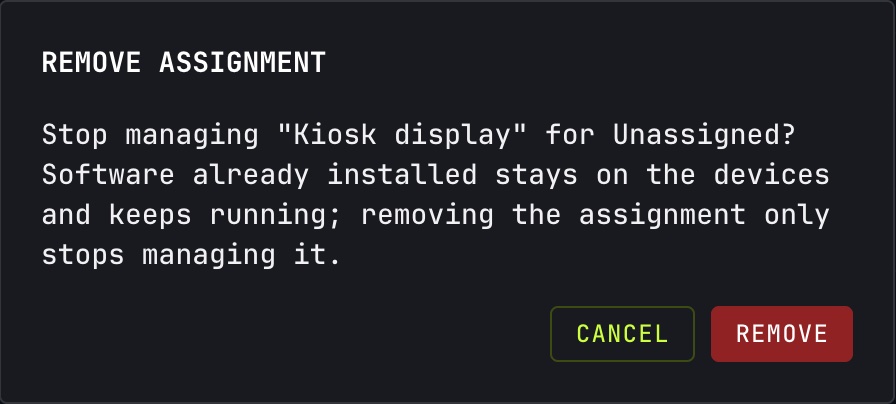 REMOVE ASSIGNMENT
Stop managing "Kiosk display" for Unassigned?
Software already installed stays on the devices
and keeps running; removing the assignment only
stops managing it.
CANCEL REMOVE